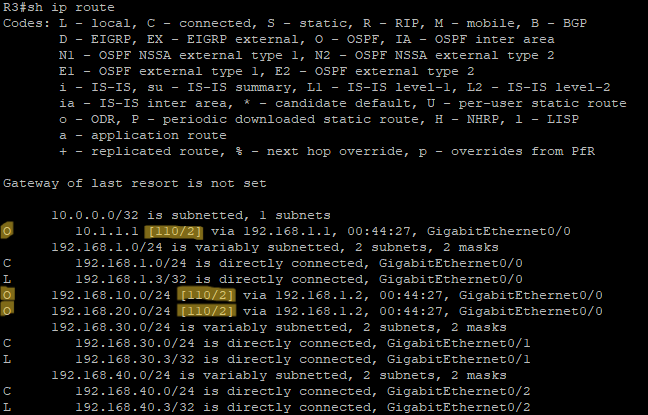 R3#sh ip route
Codes: L - local, C - connected, S - static, R - RIP, M - mobile, B - BGP
D - EIGRP, EX - EIGRP external, O - OSPF, IA - OSPF inter area
N1 - OSPF NSSA external type 1, N2 - OSPF NSSA external type 2
E1 - OSPF external type 1, E2 - OSPF external type 2
i - IS-IS, su - IS-IS summary, L1 - IS-IS level-1, L2 - IS-IS level-2
ia - IS-IS inter area, * - candidate default, U - per-user static route
o - ODR, P - periodic downloaded static route, H - NHRP, l - LISP
a - application route
+ - replicated route, % - next hop override, p - overrides from PfR
Gateway of last resort is not set
10.0.0.0/32 is subnetted, 1 subnets
O 10.1.1.1 [110/2] via 192.168.1.1, 00:44:27, GigabitEthernet0/0
192.168.1.0/24 is variably subnetted, 2 subnets, 2 masks
C 192.168.1.0/24 is directly connected, GigabitEthernet0/0
L 192.168.1.3/32 is directly connected, GigabitEthernet0/0
O 192.168.10.0/24 [110/2] via 192.168.1.2, 00:44:27, GigabitEthernet0/0
O 192.168.20.0/24 [110/2] via 192.168.1.2, 00:44:27, GigabitEthernet0/0
192.168.30.0/24 is variably subnetted, 2 subnets, 2 masks
C 192.168.30.0/24 is directly connected, GigabitEthernet0/1
L 192.168.30.3/32 is directly connected, GigabitEthernet0/1
192.168.40.0/24 is variably subnetted, 2 subnets, 2 masks
C 192.168.40.0/24 is directly connected, GigabitEthernet0/2
L 192.168.40.3/32 is directly connected, GigabitEthernet0/2